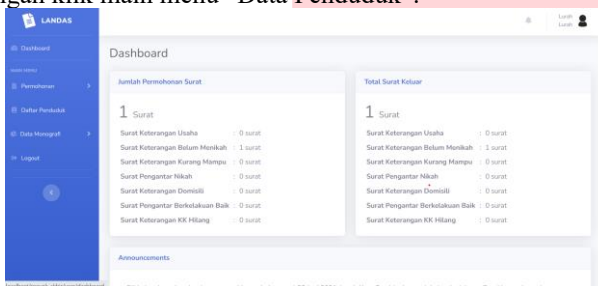 ngan klik main menu "Data Penduduk".
LANDAS
Lurah
Lurah
Dashboard
Dashboard
MAIN MENU
Permohonan
Daftar Penduduk
Data Monografi
Logout
Jumlah Permohonan Surat
1 Surat
Surat Keterangan Usaha : 0 surat
Surat Keterangan Belum Menikah : 1 surat
Surat Keterangan Kurang Mampu : 0 surat
Surat Pengantar Nikah : 0 surat
Surat Keterangan Domisili : 0 surat
Surat Pengantar Berkelakuan Baik : 0 surat
Surat Keterangan KK Hilang : 0 surat
Total Surat Keluar
1 Surat
Surat Keterangan Usaha : 0 surat
Surat Keterangan Belum Menikah : 1 surat
Surat Keterangan Kurang Mampu : 0 surat
Surat Pengantar Nikah : 0 surat
Surat Keterangan Domisili : 0 surat
Surat Pengantar Berkelakuan Baik : 0 surat
Surat Keterangan KK Hilang : 0 surat
Announcements